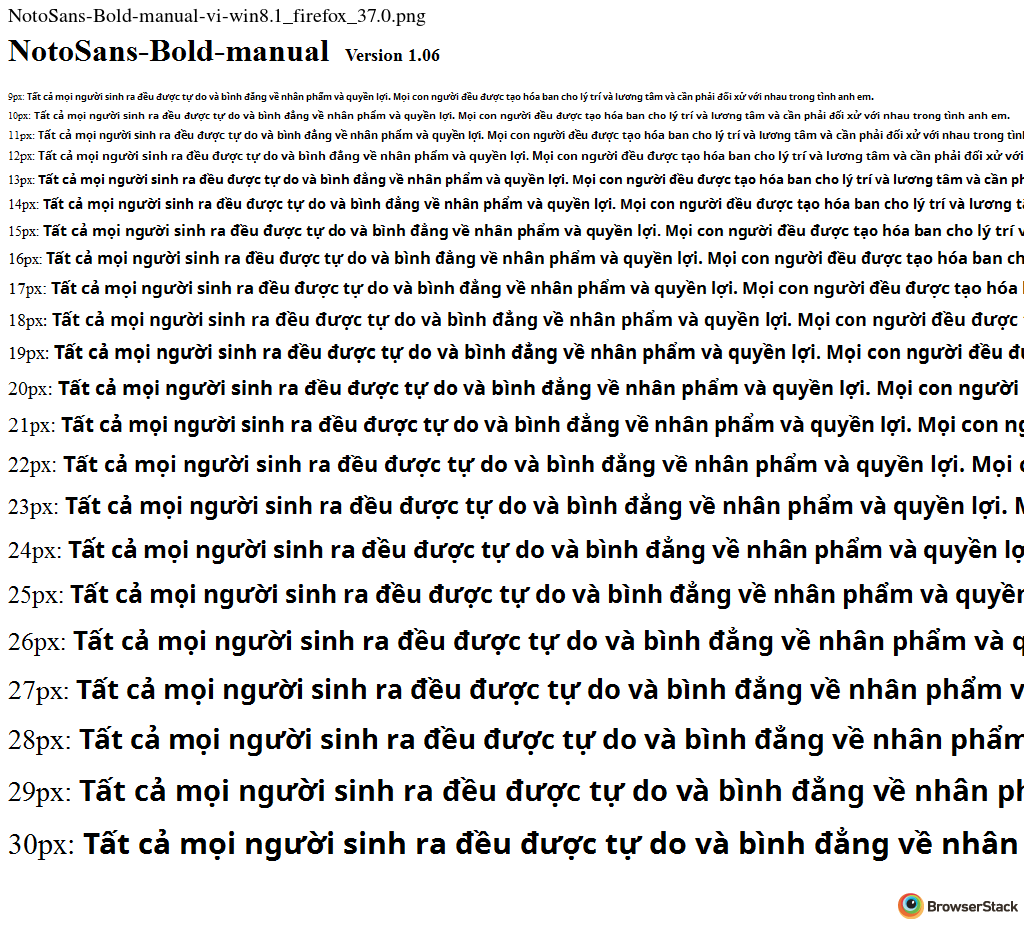 NotoSans-Bold-manual-vi-win8.1_firefox_37.0.png
NotoSans-Bold-manual Version 1.06
9px: Tất cả mọi người sinh ra đều được tự do và bình đẳng về nhân phẩm và quyền lợi. Mọi con người đều được tạo hóa ban cho lý trí và lương tâm và cần phải đối xử với nhau trong tình anh em.
10px: Tất cả mọi người sinh ra đều được tự do và bình đẳng về nhân phẩm và quyền lợi. Mọi con người đều được tạo hóa ban cho lý trí và lương tâm và cần phải đối xử với nhau trong tình anh em.
11px: Tất cả mọi người sinh ra đều được tự do và bình đẳng về nhân phẩm và quyền lợi. Mọi con người đều được tạo hóa ban cho lý trí và lương tâm và cần phải đối xử với nhau trong tìn
12px: Tất cả mọi người sinh ra đều được tự do và bình đẳng về nhân phẩm và quyền lợi. Mọi con người đều được tạo hóa ban cho lý trí và lương tâm và cần phải đối xử với
13px: Tất cả mọi người sinh ra đều được tự do và bình đẳng về nhân phẩm và quyền lợi. Mọi con người đều được tạo hóa ban cho lý trí và lương tâm và cần ph
14px: Tất cả mọi người sinh ra đều được tự do và bình đẳng về nhân phẩm và quyền lợi. Mọi con người đều được tạo hóa ban cho lý trí và lương t
15px: Tất cả mọi người sinh ra đều được tự do và bình đẳng về nhân phẩm và quyền lợi. Mọi con người đều được tạo hóa ban cho lý trí v
16px: Tất cả mọi người sinh ra đều được tự do và bình đẳng về nhân phẩm và quyền lợi. Mọi con người đều được tạo hóa ban ch
17px: Tất cả mọi người sinh ra đều được tự do và bình đẳng về nhân phẩm và quyền lợi. Mọi con người đều được tạo hóa
18px: Tất cả mọi người sinh ra đều được tự do và bình đẳng về nhân phẩm và quyền lợi. Mọi con người đều được
19px: Tất cả mọi người sinh ra đều được tự do và bình đẳng về nhân phẩm và quyền lợi. Mọi con người đều đư
20px: Tất cả mọi người sinh ra đều được tự do và bình đẳng về nhân phẩm và quyền lợi. Mọi con người
21px: Tất cả mọi người sinh ra đều được tự do và bình đẳng về nhân phẩm và quyền lợi. Mọi con ng
22px: Tất cả mọi người sinh ra đều được tự do và bình đẳng về nhân phẩm và quyền lợi. Mọi
23px: Tất cả mọi người sinh ra đều được tự do và bình đẳng về nhân phẩm và quyền lợi. M
24px: Tất cả mọi người sinh ra đều được tự do và bình đẳng về nhân phẩm và quyền lợ
25px: Tất cả mọi người sinh ra đều được tự do và bình đẳng về nhân phẩm và quyền
26px: Tất cả mọi người sinh ra đều được tự do và bình đẳng về nhân phẩm và q
27px: Tất cả mọi người sinh ra đều được tự do và bình đẳng về nhân phẩm v
28px: Tất cả mọi người sinh ra đều được tự do và bình đẳng về nhân phẩm
29px: Tất cả mọi người sinh ra đều được tự do và bình đẳng về nhân ph
30px: Tất cả mọi người sinh ra đều được tự do và bình đẳng về nhân
BrowserStack